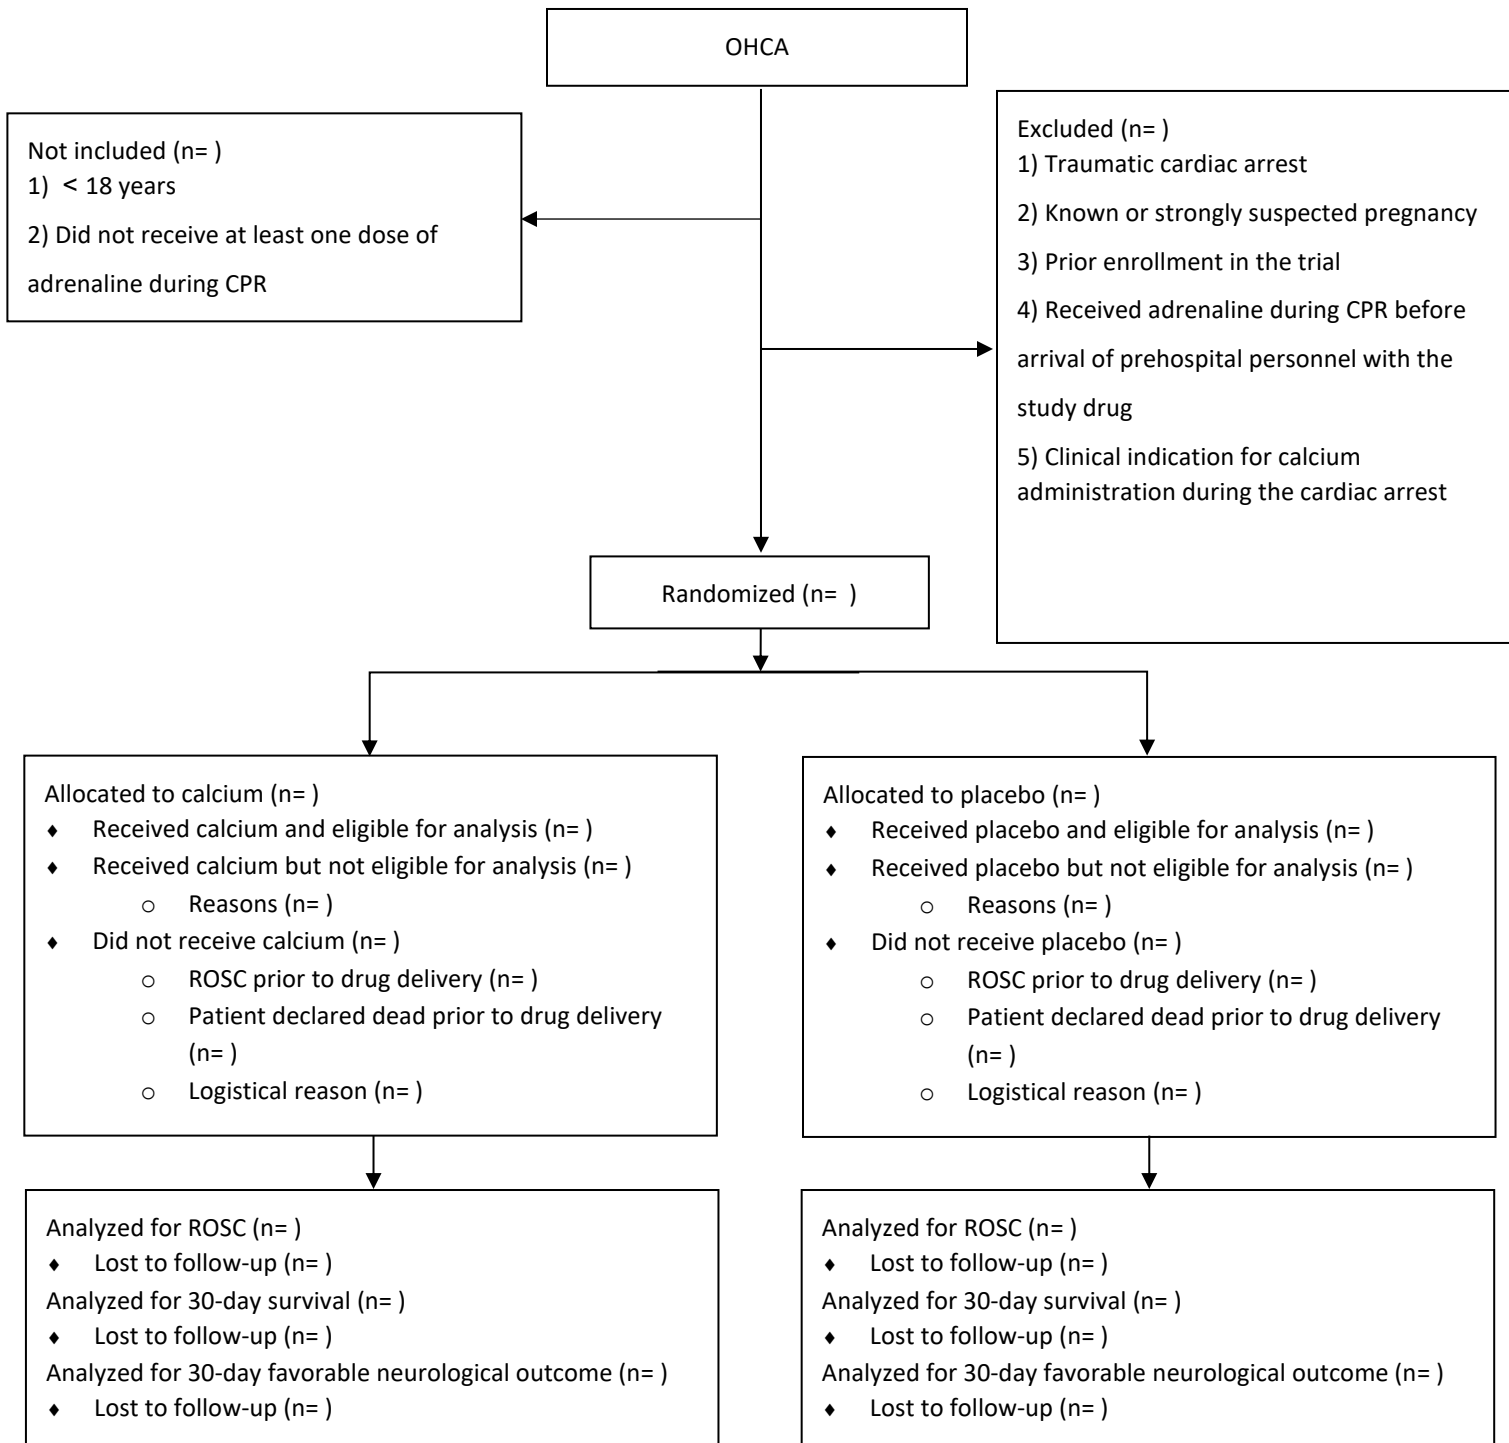 OHCA
Not included (n= )
1) < 18 years
2) Did not receive at least one dose of
adrenaline during CPR
Excluded (n= )
1) Traumatic cardiac arrest
2) Known or strongly suspected pregnancy
3) Prior enrollment in the trial
4) Received adrenaline during CPR before
arrival of prehospital personnel with the
study drug
5) Clinical indication for calcium
administration during the cardiac arrest
Randomized (n= )
Allocated to calcium (n= )
♦ Received calcium and eligible for analysis (n= )
♦ Received calcium but not eligible for analysis (n= )
o Reasons (n= )
♦ Did not receive calcium (n= )
o ROSC prior to drug delivery (n= )
o Patient declared dead prior to drug delivery
(n= )
o Logistical reason (n= )
Allocated to placebo (n= )
♦ Received placebo and eligible for analysis (n= )
♦ Received placebo but not eligible for analysis (n= )
o Reasons (n= )
♦ Did not receive placebo (n= )
o ROSC prior to drug delivery (n= )
o Patient declared dead prior to drug delivery
(n= )
o Logistical reason (n= )
Analyzed for ROSC (n= )
♦ Lost to follow-up (n= )
Analyzed for 30-day survival (n= )
♦ Lost to follow-up (n= )
Analyzed for 30-day favorable neurological outcome (n= )
♦ Lost to follow-up (n= )
Analyzed for ROSC (n= )
♦ Lost to follow-up (n= )
Analyzed for 30-day survival (n= )
♦ Lost to follow-up (n= )
Analyzed for 30-day favorable neurological outcome (n= )
♦ Lost to follow-up (n= )